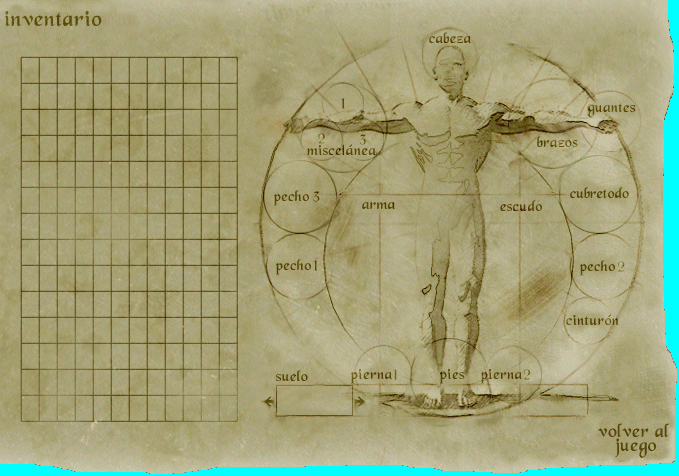 inventario
cabeza
1
guantes
2 3
miscelánea
brazos
pecho 3
arma
escudo
cubretodo
pecho 1
pecho 2
cinturón
suelo
pierna 1
pies
pierna 2
volver al
juego